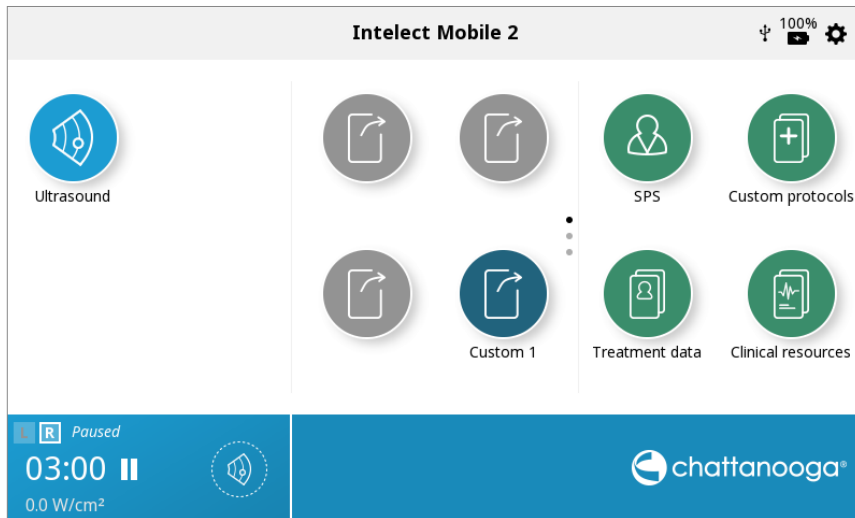 Intelect Mobile 2
100%
Ultrasound
SPS
Custom protocols
Custom 1
Treatment data
Clinical resources
L R Paused
03:00
0.0 W/cm²
chattanooga®